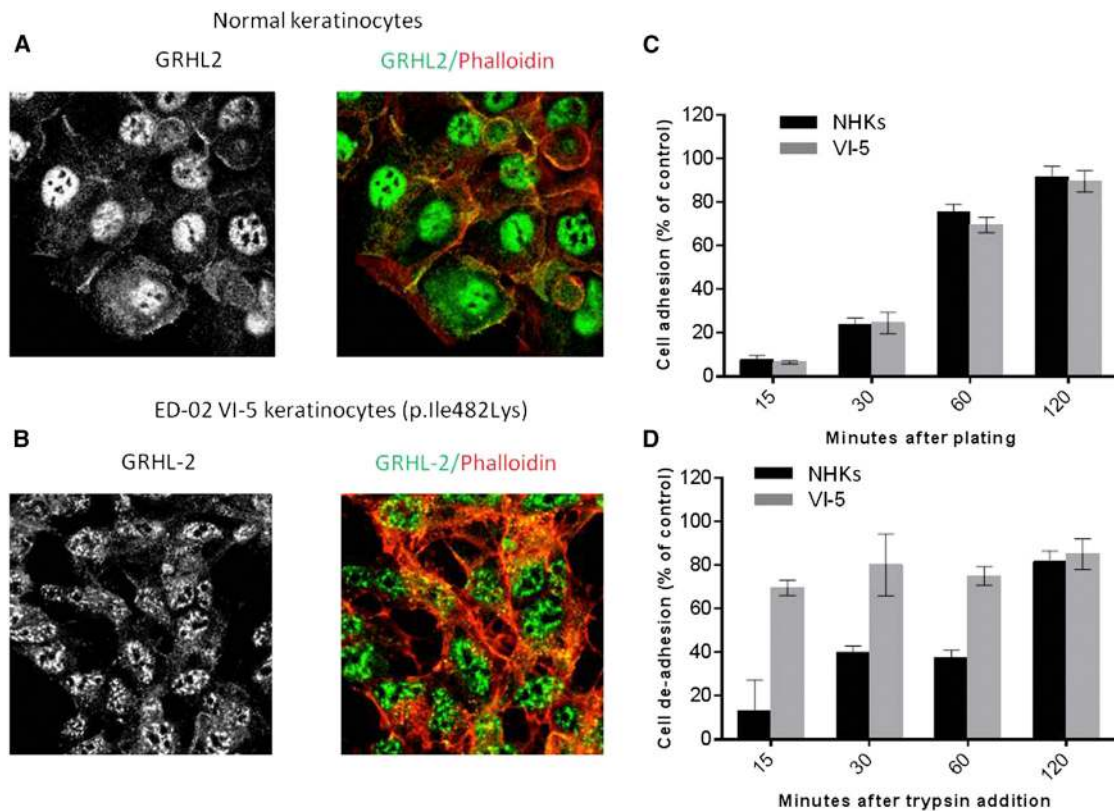 Normal keratinocytes
A
GRHL2
GRHL2/Phalloidin
ED-02 VI-5 keratinocytes (p.Ile482Lys)
B
GRHL-2
GRHL-2/Phalloidin
C
Cell adhesion (% of control)
120
100
80
60
40
20
0
NHKs
VI-5
15
30
60
120
Minutes after plating
D
Cell de-adhesion (% of control)
120
100
80
60
40
20
0
NHKs
VI-5
15
30
60
120
Minutes after trypsin addition